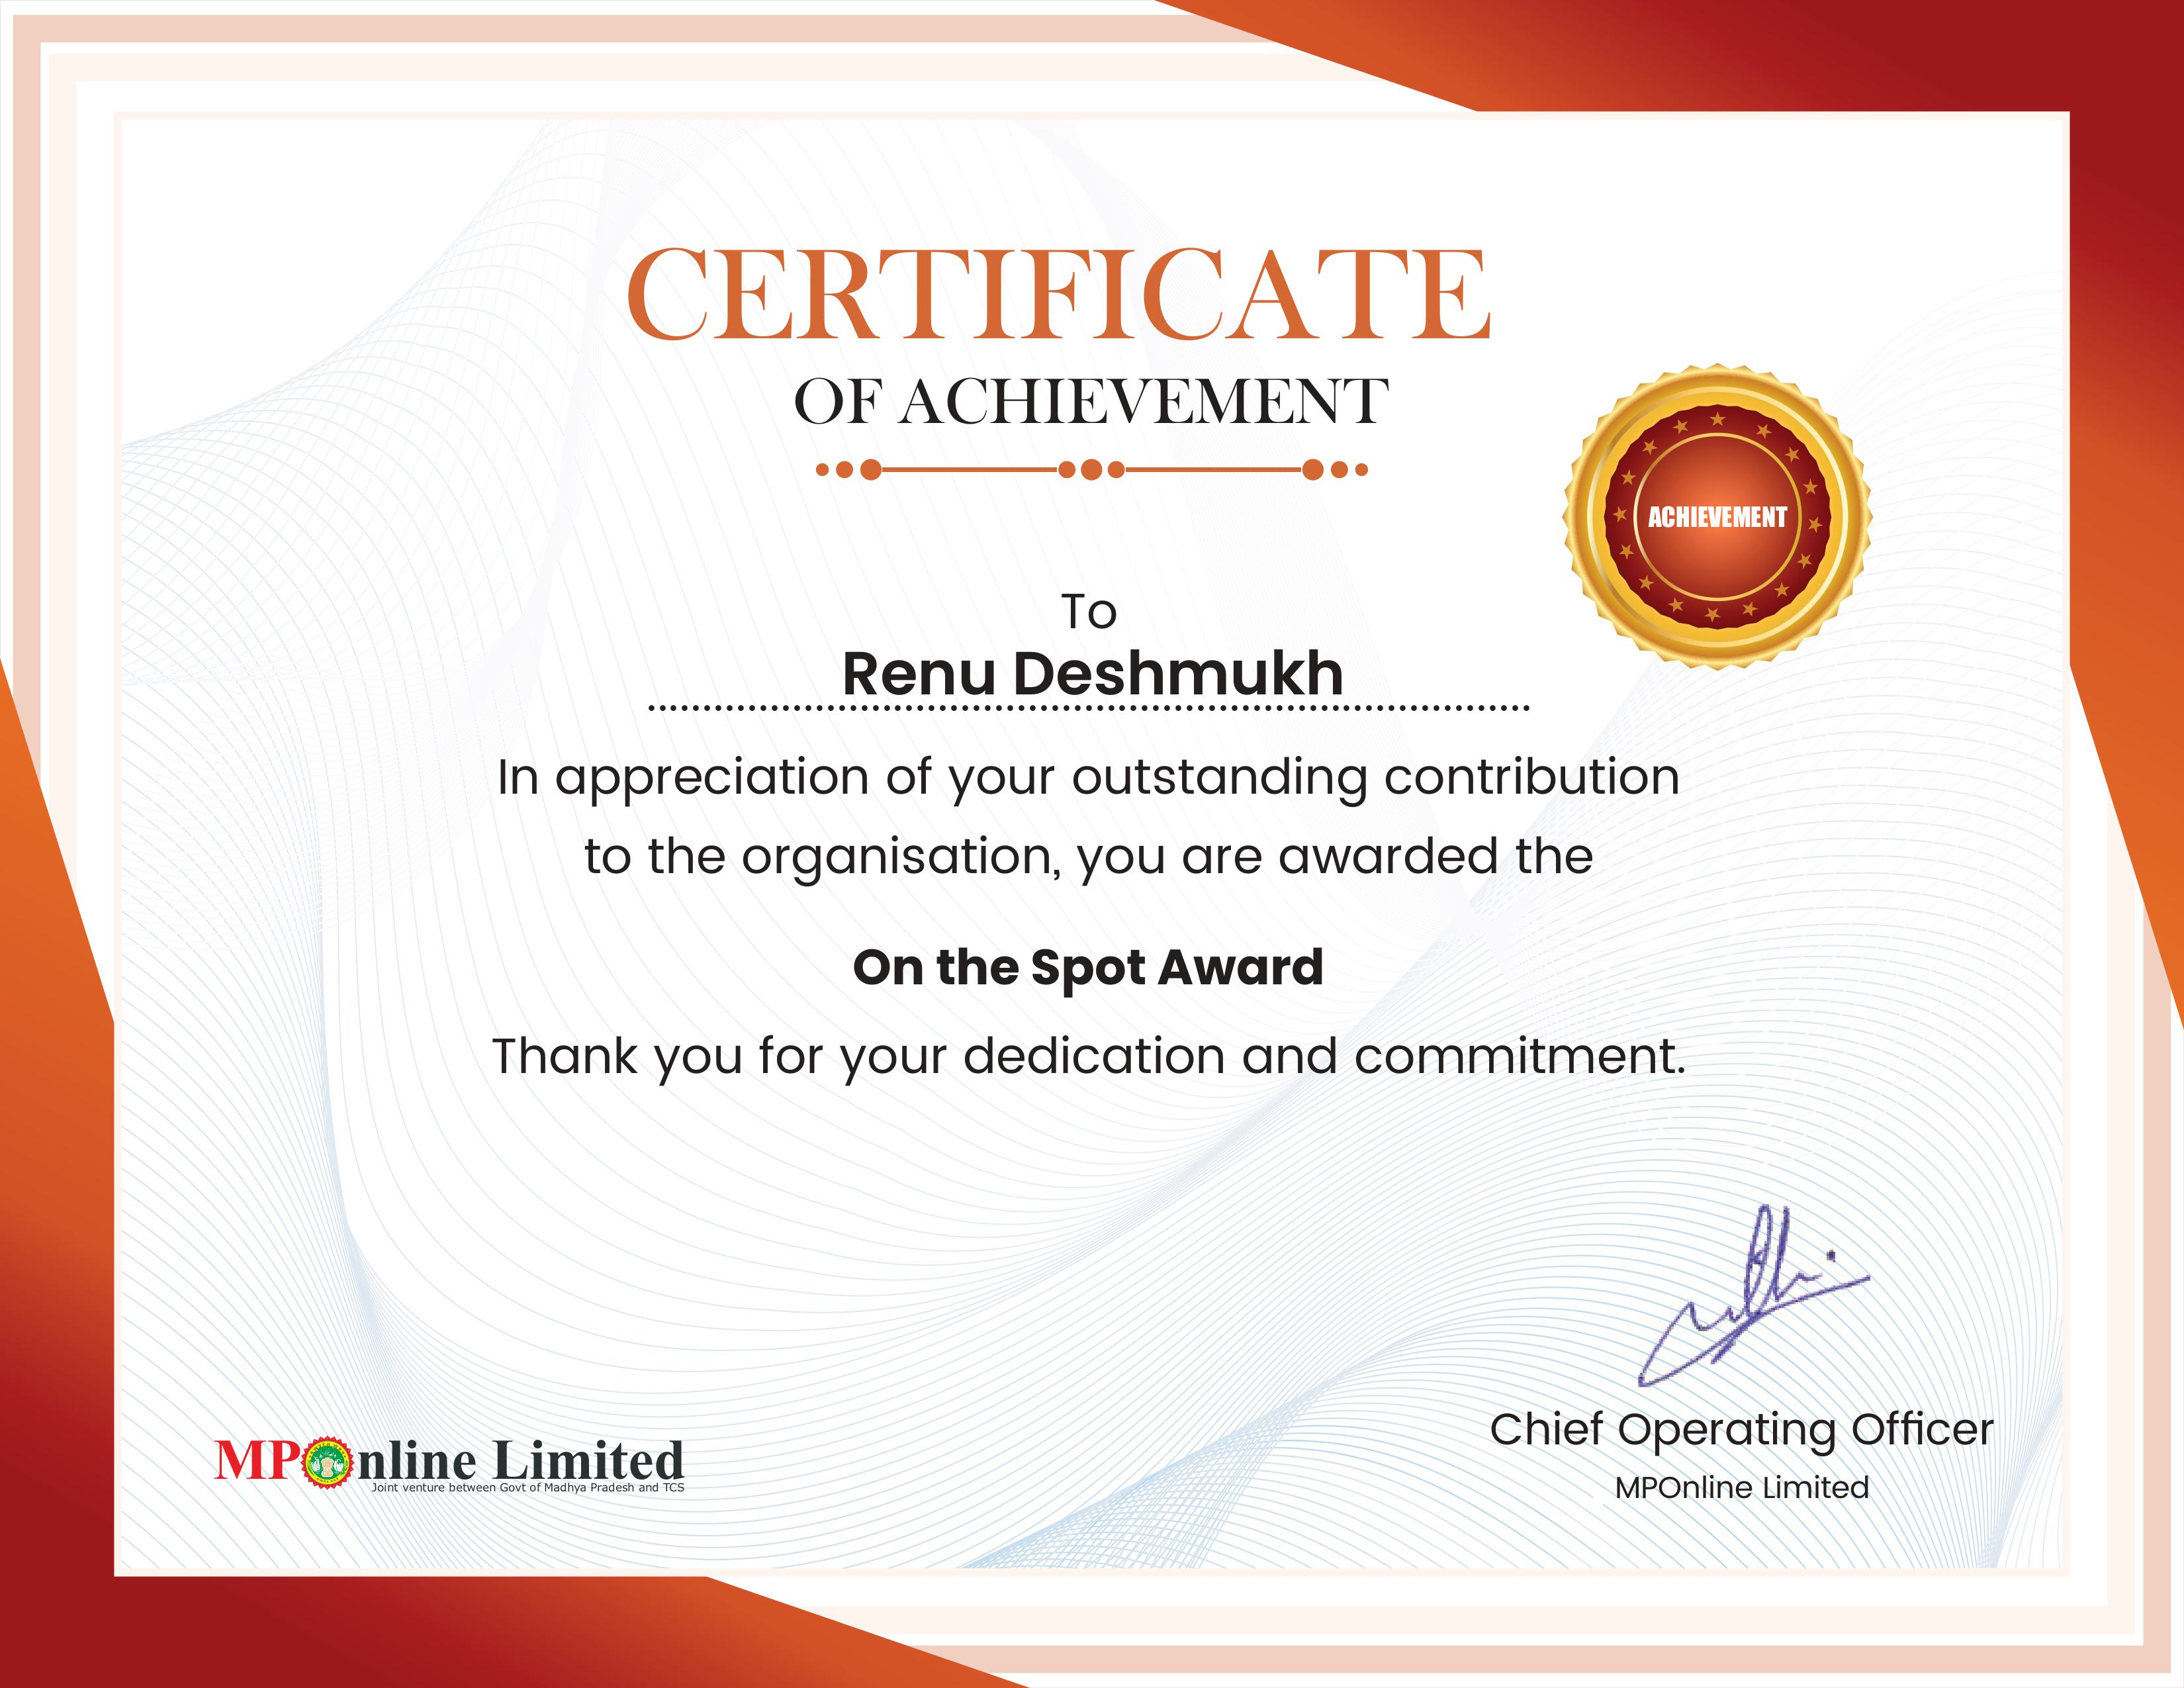 CERTIFICATE
OF ACHIEVEMENT
ACHIEVEMENT
To
Renu Deshmukh
In appreciation of your outstanding contribution
to the organisation, you are awarded the
On the Spot Award
Thank you for your dedication and commitment.
Chief Operating Officer
MPOnline Limited
MPOnline Limited
Joint venture between Govt of Madhya Pradesh and TCS